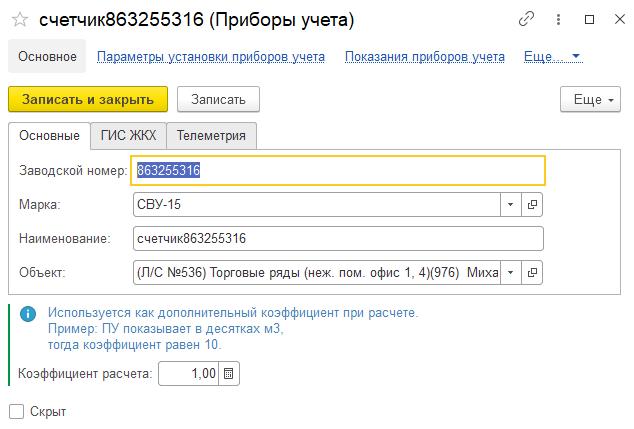 счетчик863255316 (Приборы учета)
Основное Параметры установки приборов учета Показания приборов учета Еще...
Записать и закрыть Записать Еще
Основные ГИС ЖКХ Телеметрия
Заводской номер: 863255316
Марка: СВУ-15
Наименование: счетчик863255316
Объект: (Л/С №536) Торговые ряды (неж. пом. офис 1, 4)(976) Миха
Используется как дополнительный коэффициент при расчете.
Пример: ПУ показывает в десятках м3,
тогда коэффициент равен 10.
Коэффициент расчета: 1,00
Скрыт